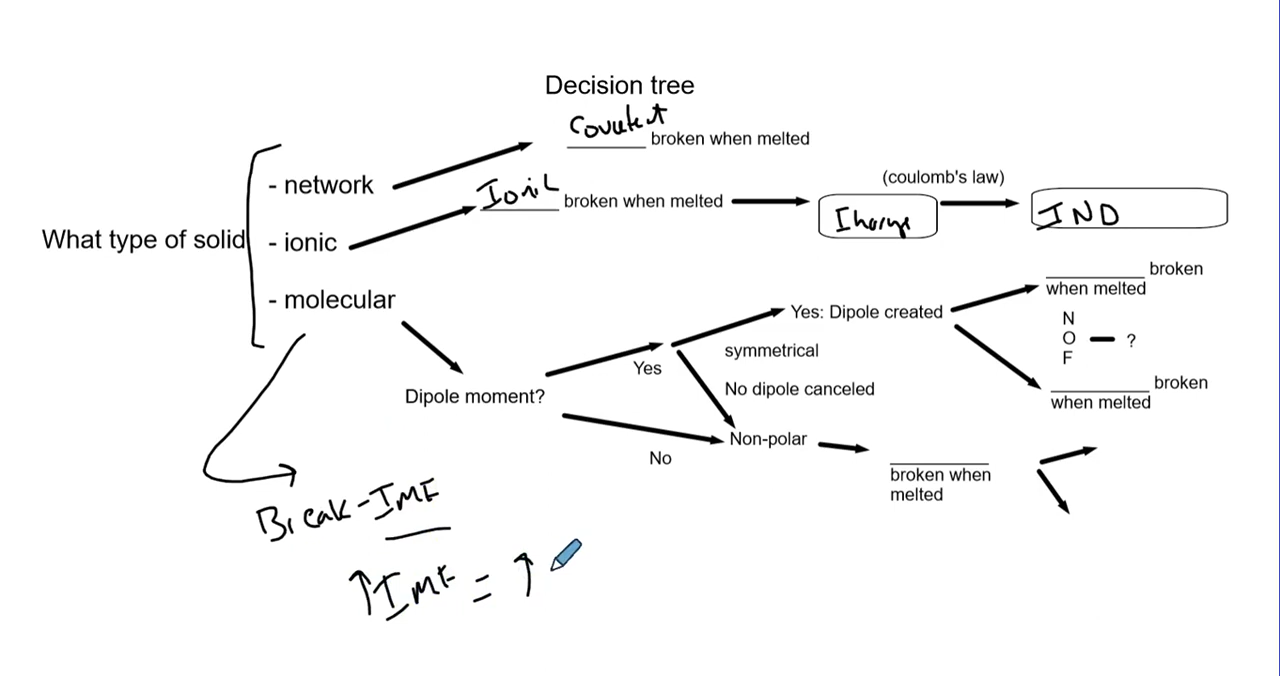 Decision tree
Covalent broken when melted
- network
Ionic broken when melted
(coulomb's law)
Charge
IND
What type of solid
- ionic
- molecular
Dipole moment?
Yes
No
Yes: Dipole created
symmetrical
No dipole canceled
Non-polar
broken when melted
broken
when melted
N
O
F
?
broken
when melted
Break-IMF
↑IMF = ↑